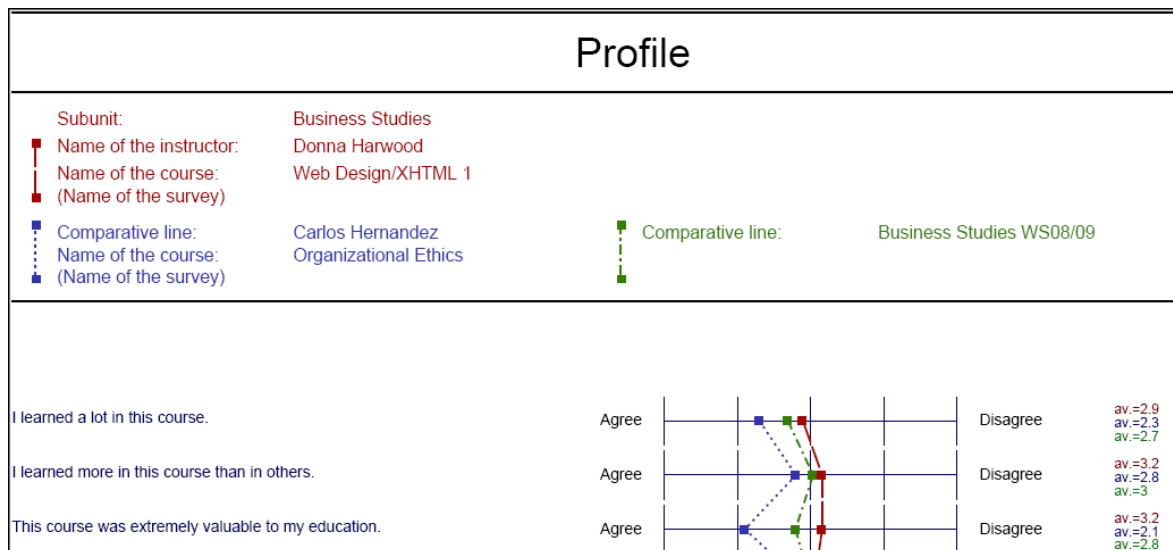 Profile
Subunit: Business Studies
Name of the instructor: Donna Harwood
Name of the course: Web Design/XHTML 1
(Name of the survey)
Comparative line: Carlos Hernandez Comparative line: Business Studies WS08/09
Name of the course: Organizational Ethics
(Name of the survey)
I learned a lot in this course. Agree Disagree av.=2.9
av.=2.3
av.=2.7
I learned more in this course than in others. Agree Disagree av.=3.2
av.=2.8
av.=3
This course was extremely valuable to my education. Agree Disagree av.=3.2
av.=2.1
av.=2.8